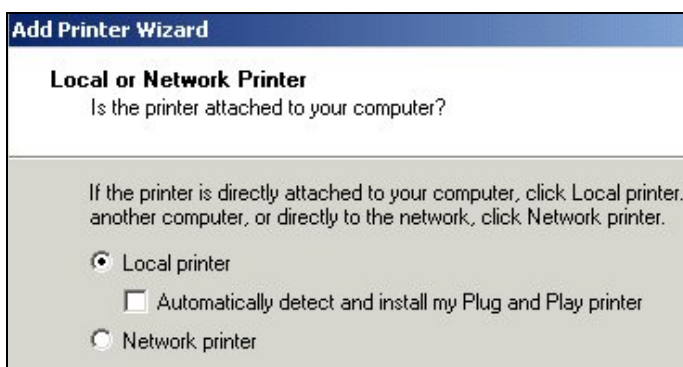 Add Printer Wizard
Local or Network Printer
Is the printer attached to your computer?
If the printer is directly attached to your computer, click Local printer.
another computer, or directly to the network, click Network printer.
Local printer
Automatically detect and install my Plug and Play printer
Network printer